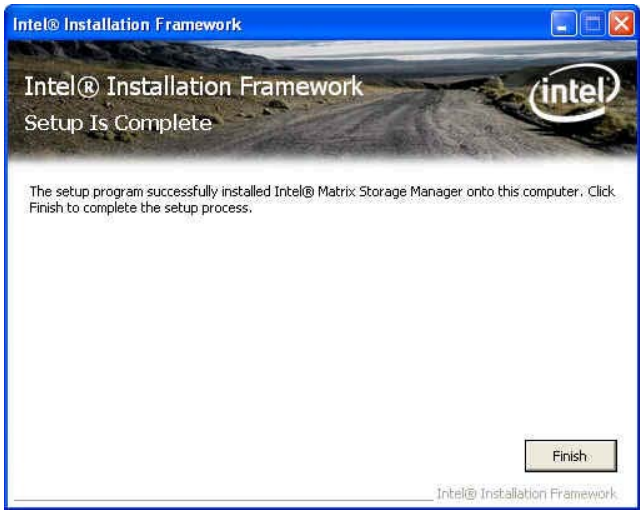 Intel® Installation Framework
Intel® Installation Framework
intel
Setup Is Complete
The setup program successfully installed Intel® Matrix Storage Manager onto this computer. Click
Finish to complete the setup process.
Finish
Intel® Installation Framework